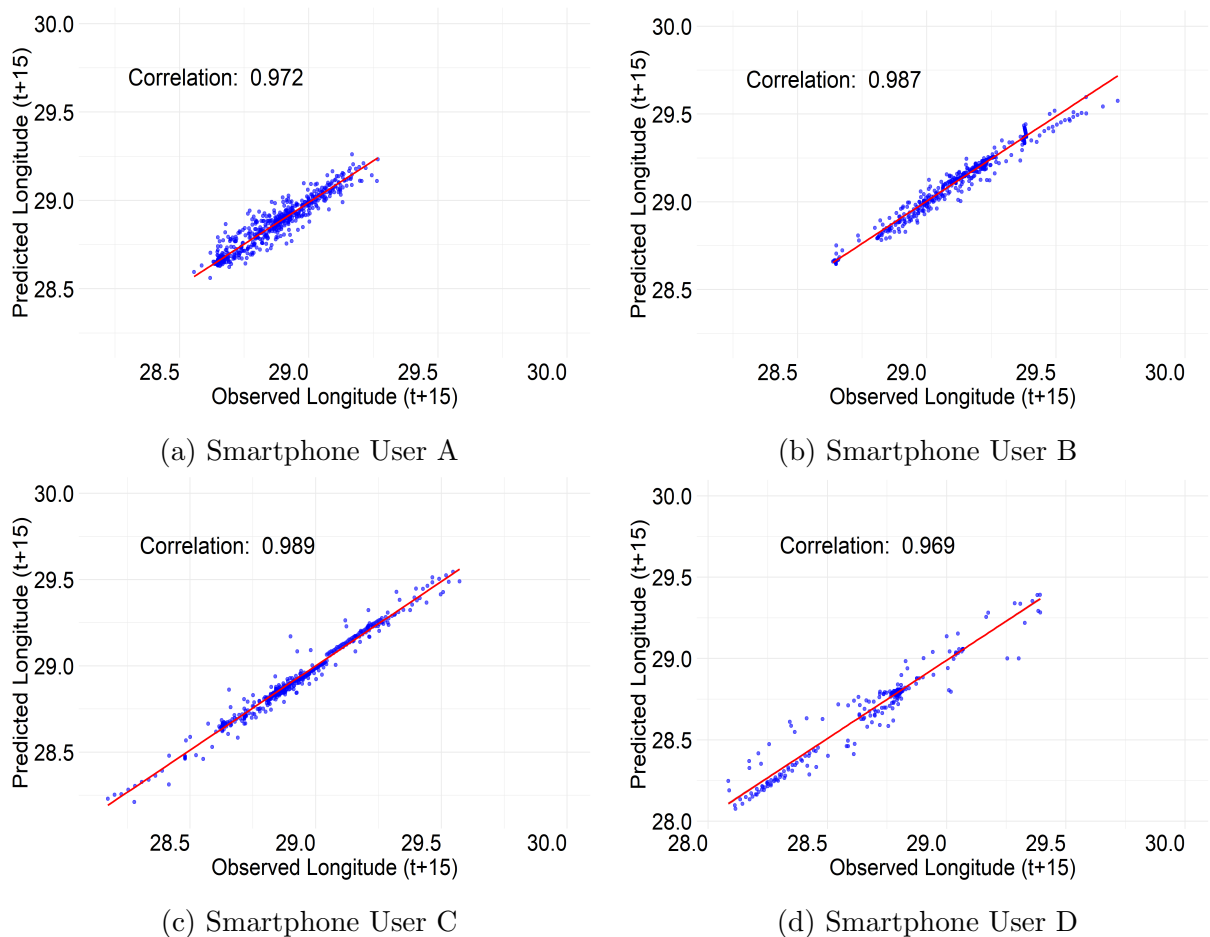 30.0
29.5
29.0
28.5
Predicted Longitude (t+15)
Correlation: 0.972
28.5 29.0 29.5 30.0
Observed Longitude (t+15)
(a) Smartphone User A
30.0
29.5
29.0
28.5
Predicted Longitude (t+15)
Correlation: 0.987
28.5 29.0 29.5 30.0
Observed Longitude (t+15)
(b) Smartphone User B
30.0
29.5
29.0
28.5
Predicted Longitude (t+15)
Correlation: 0.989
28.5 29.0 29.5 30.0
Observed Longitude (t+15)
(c) Smartphone User C
30.0
29.5
29.0
28.5
28.0
Predicted Longitude (t+15)
Correlation: 0.969
28.0 28.5 29.0 29.5 30.0
Observed Longitude (t+15)
(d) Smartphone User D